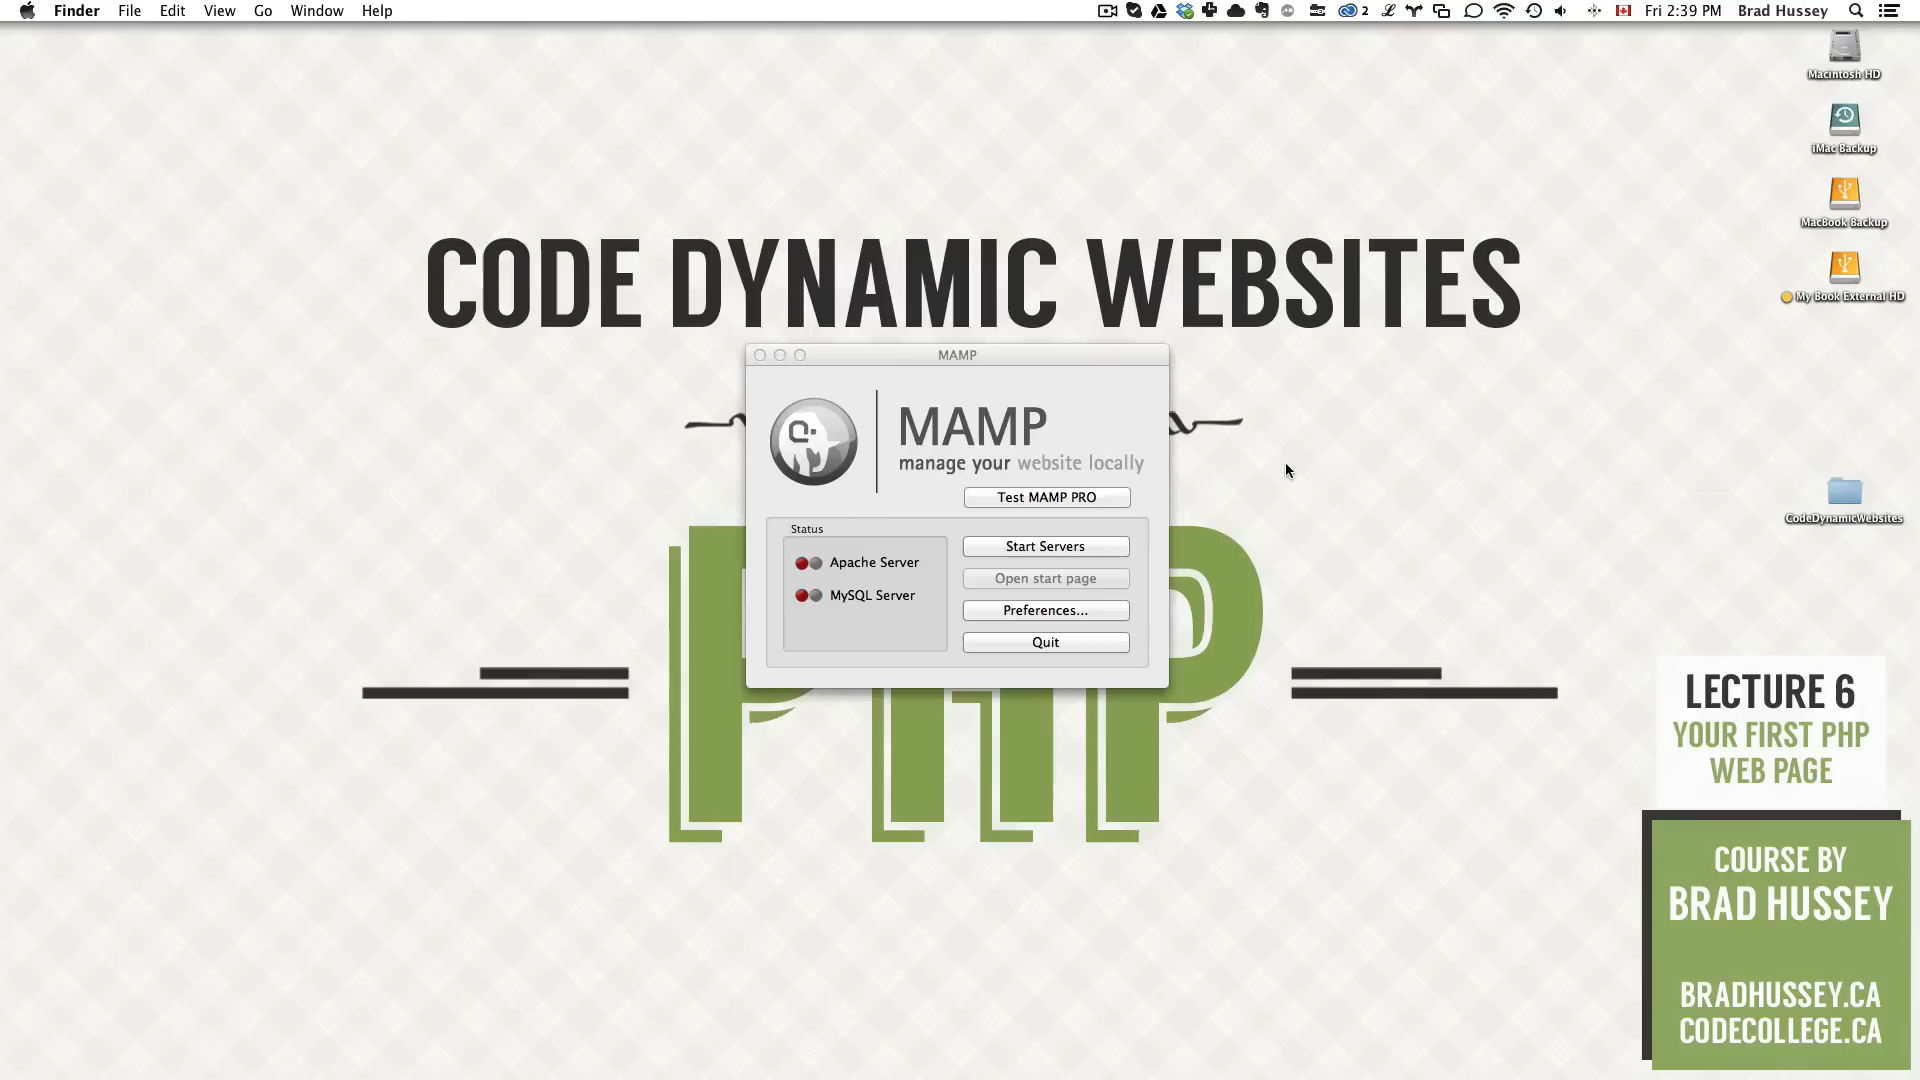 Finder File Edit View Go Window Help 2 Fri 2:39 PM Brad Hussey
Macintosh HD
iMac Backup
MacBook Backup
My Book External HD
CODE DYNAMIC WEBSITES
MAMP
MAMP
manage your website locally
Test MAMP PRO
Status
Apache Server
MySQL Server
Start Servers
Open start page
Preferences...
Quit
CodeDynamicWebsites
PHP
LECTURE 6
YOUR FIRST PHP
WEB PAGE
COURSE BY
BRAD HUSSEY
BRADHUSSEY.CA
CODECOLLEGE.CA